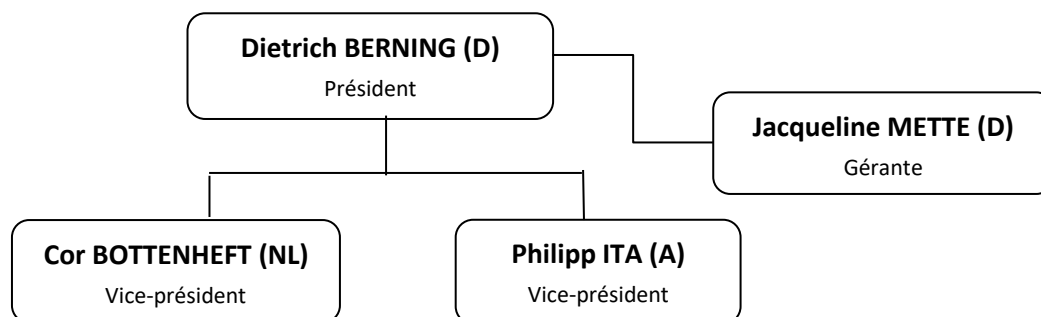 Dietrich BERNING (D)
Président
Jacqueline METTE (D)
Gérante
Cor BOTTENHEFT (NL)
Vice-président
Philipp ITA (A)
Vice-président